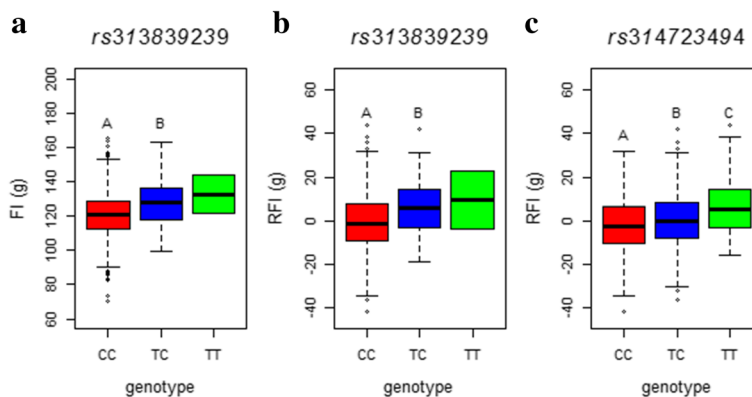 a
rs313839239
FI (g)
200
180
160
140
120
100
80
60
A
B
CC
TC
TT
genotype
b
rs313839239
RFI (g)
60
40
20
0
-20
-40
A
B
CC
TC
TT
genotype
c
rs314723494
RFI (g)
60
40
20
0
-20
-40
A
B
C
CC
TC
TT
genotype